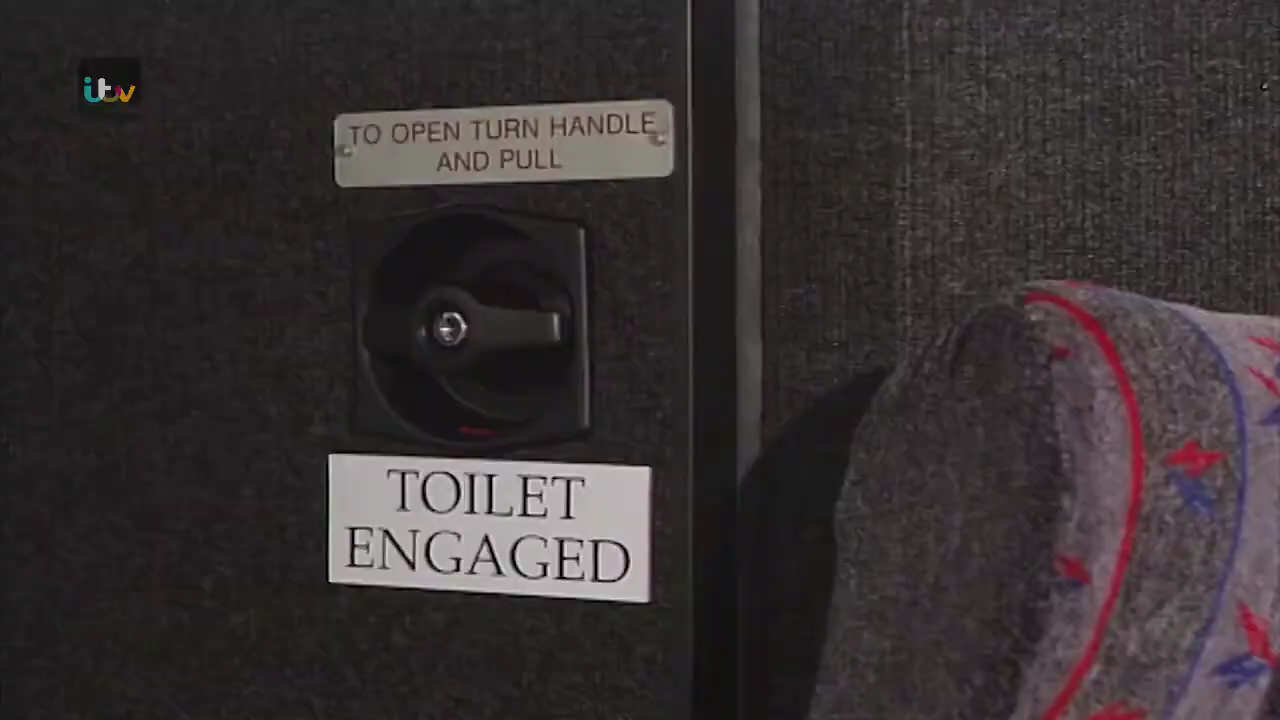 itv
TO OPEN TURN HANDLE
AND PULL
TOILET
ENGAGED